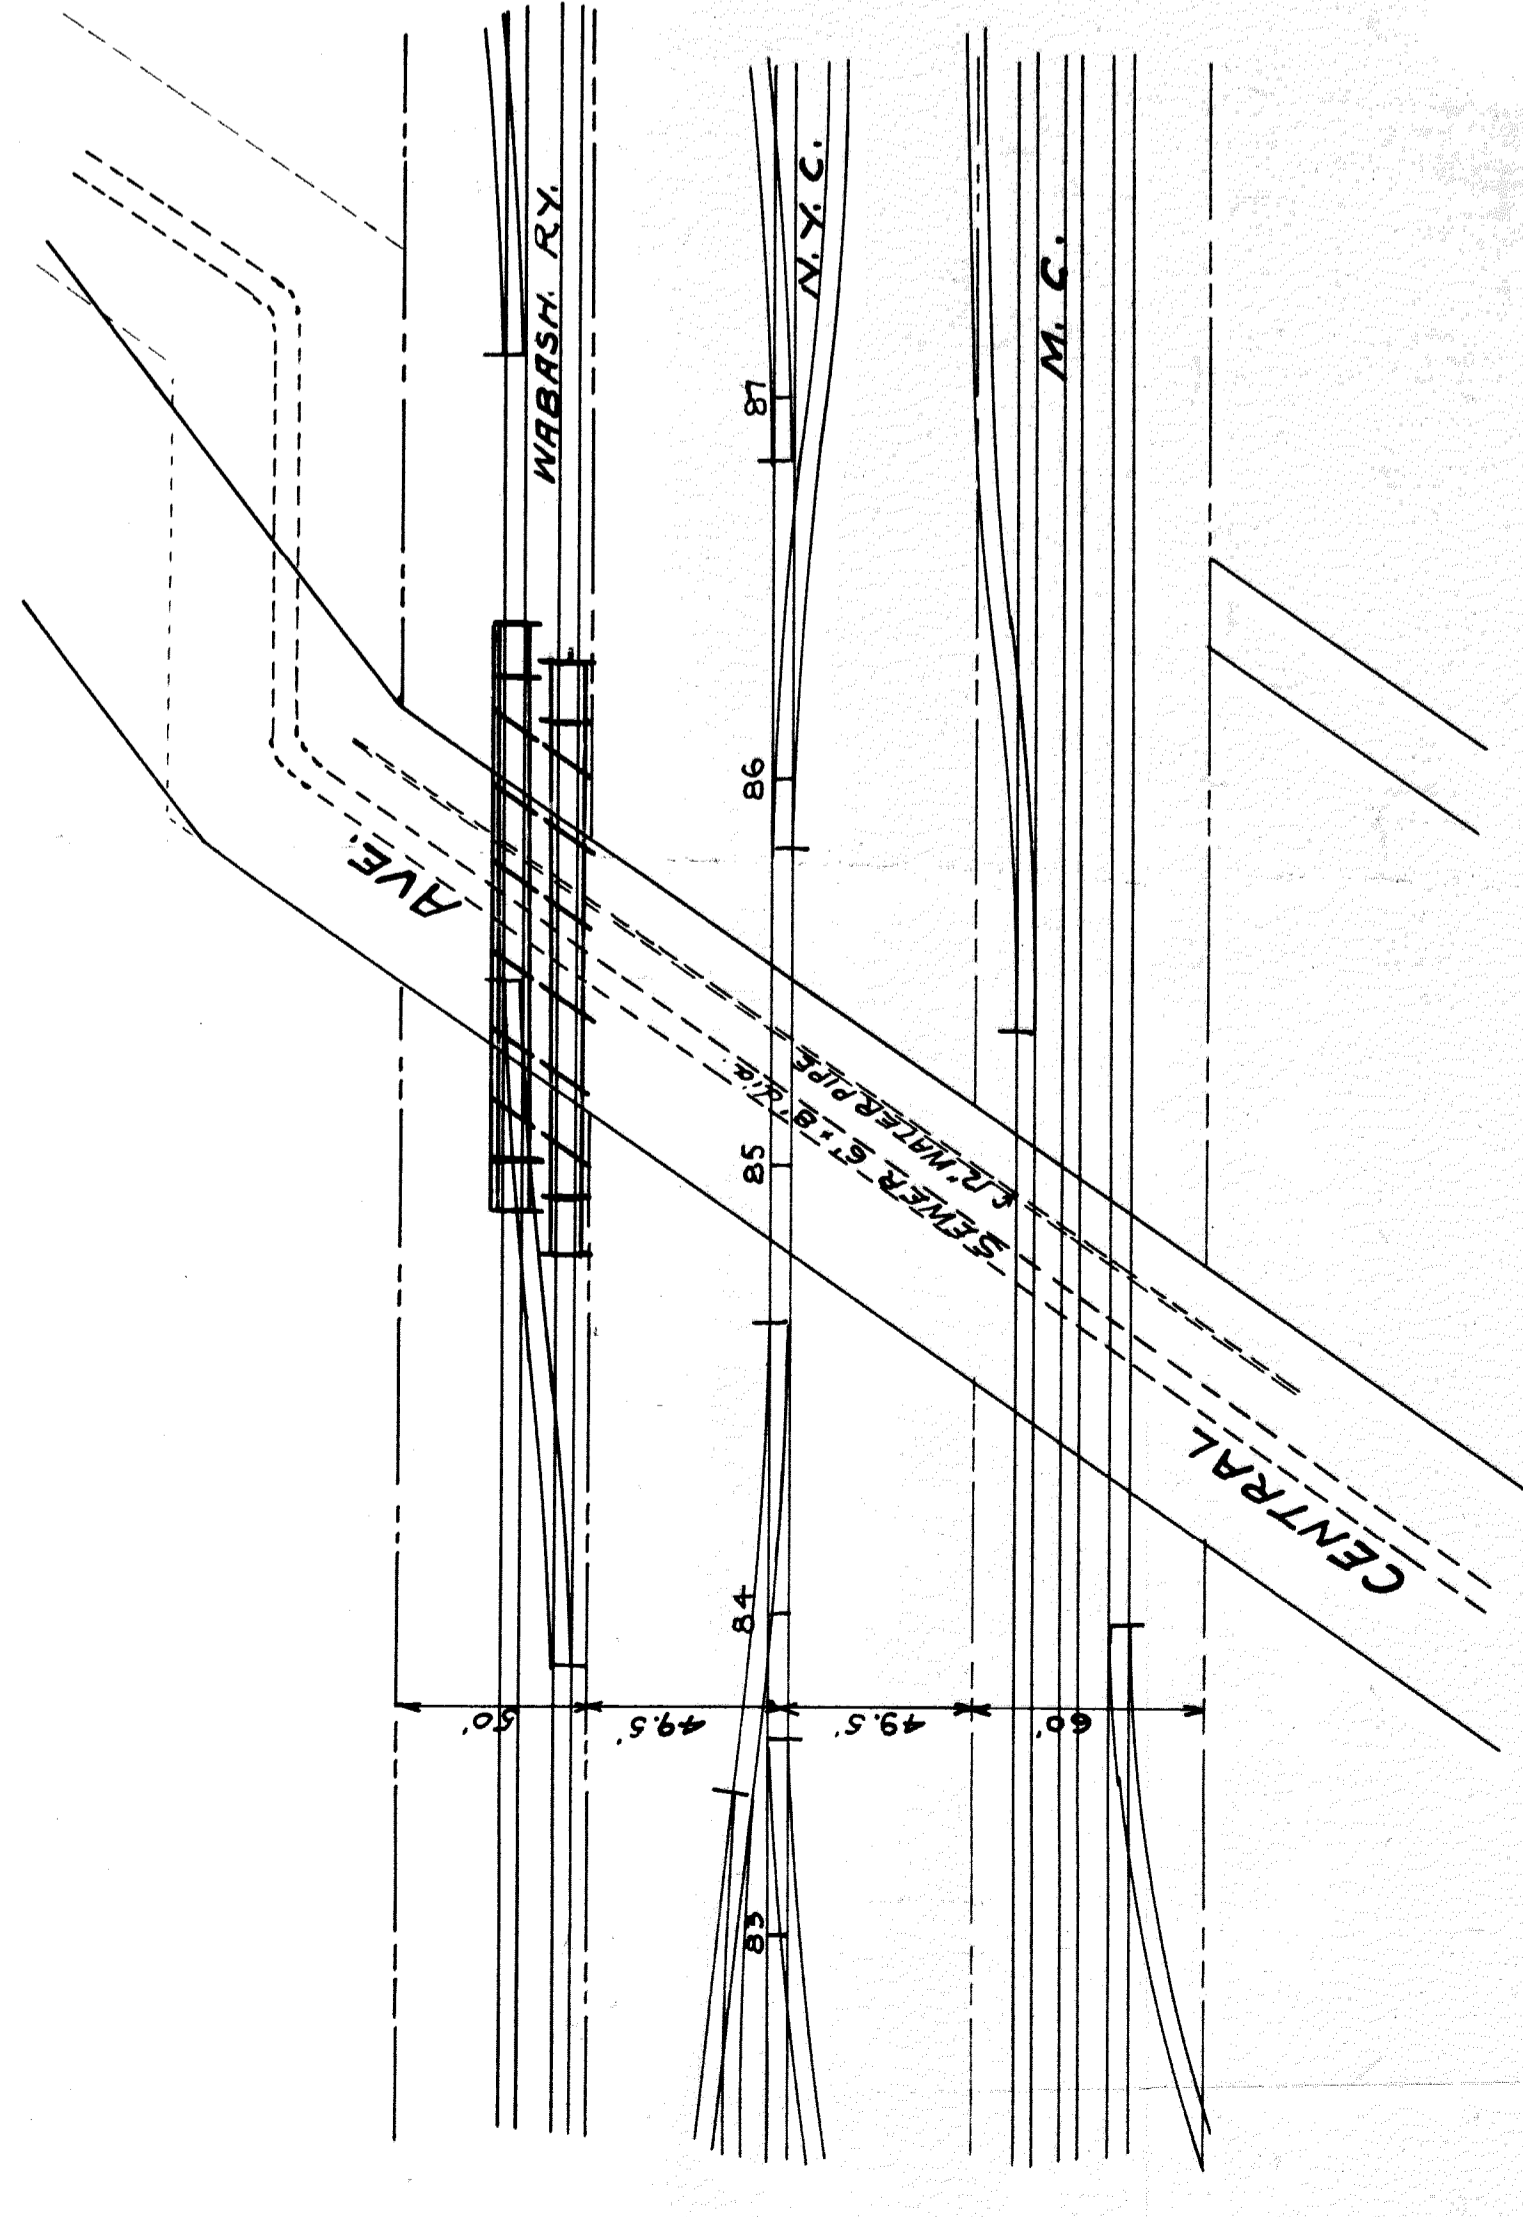 WABASH. RY.
N.Y.C.
M.C.
87
86
85
84
83
AVE.
CENTRAL
SEWER 6' x 8' dia.
12" WATER PIPE
50'
49.5'
49.5'
60'